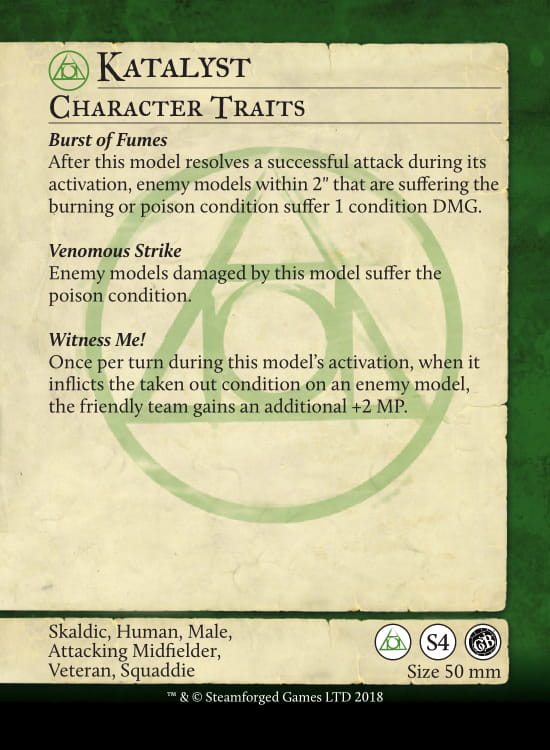 Katalyst
Character Traits
Burst of Fumes
After this model resolves a successful attack during its
activation, enemy models within 2" that are suffering the
burning or poison condition suffer 1 condition DMG.
Venomous Strike
Enemy models damaged by this model suffer the
poison condition.
Witness Me!
Once per turn during this model’s activation, when it
inflicts the taken out condition on an enemy model,
the friendly team gains an additional +2 MP.
Skaldic, Human, Male,
Attacking Midfielder,
Veteran, Squaddie
S4
GB
Size 50 mm
™ & © Steamforged Games LTD 2018